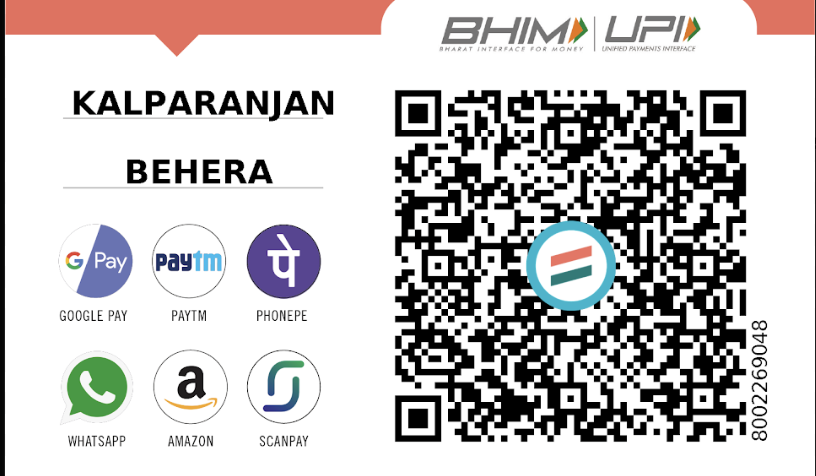 BHIM UPI
BHARAT INTERFACE FOR MONEY UNIFIED PAYMENTS INTERFACE
KALPARANJAN
BEHERA
G Pay paytm पे
GOOGLE PAY PAYTM PHONEPE
a
WHATSAPP AMAZON SCANPAY
8002269048